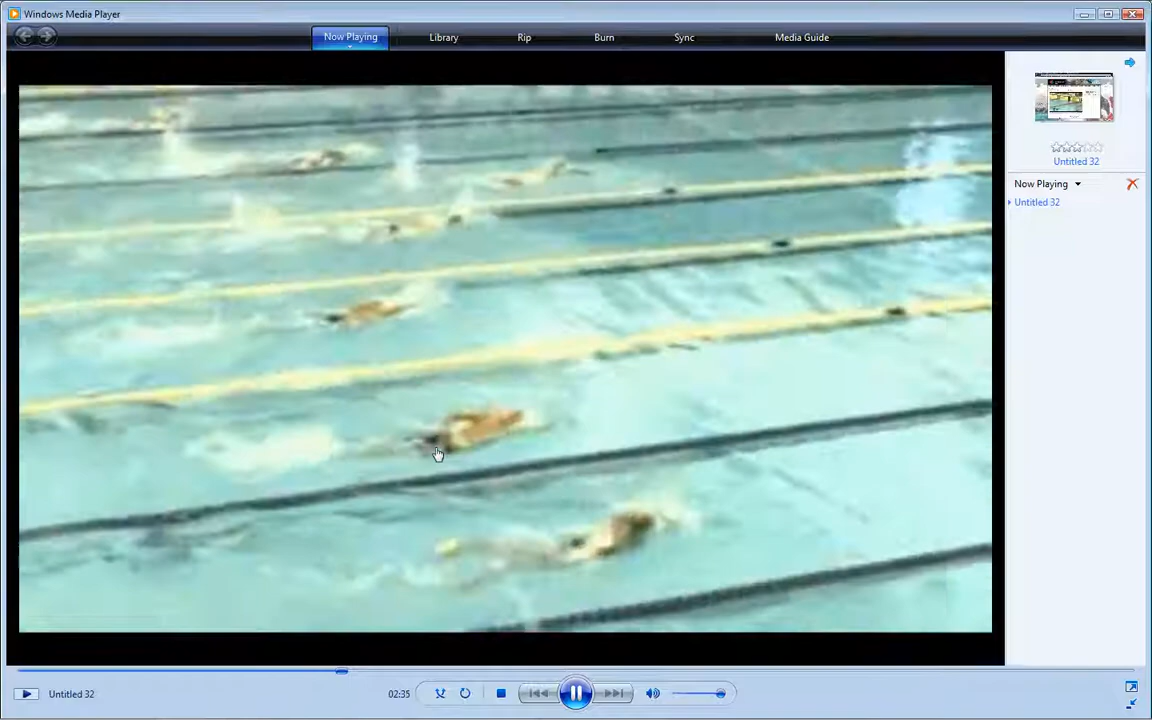 Windows Media Player
Now Playing
Library
Rip
Burn
Sync
Media Guide
Untitled 32
Now Playing
Untitled 32
Untitled 32
02:35